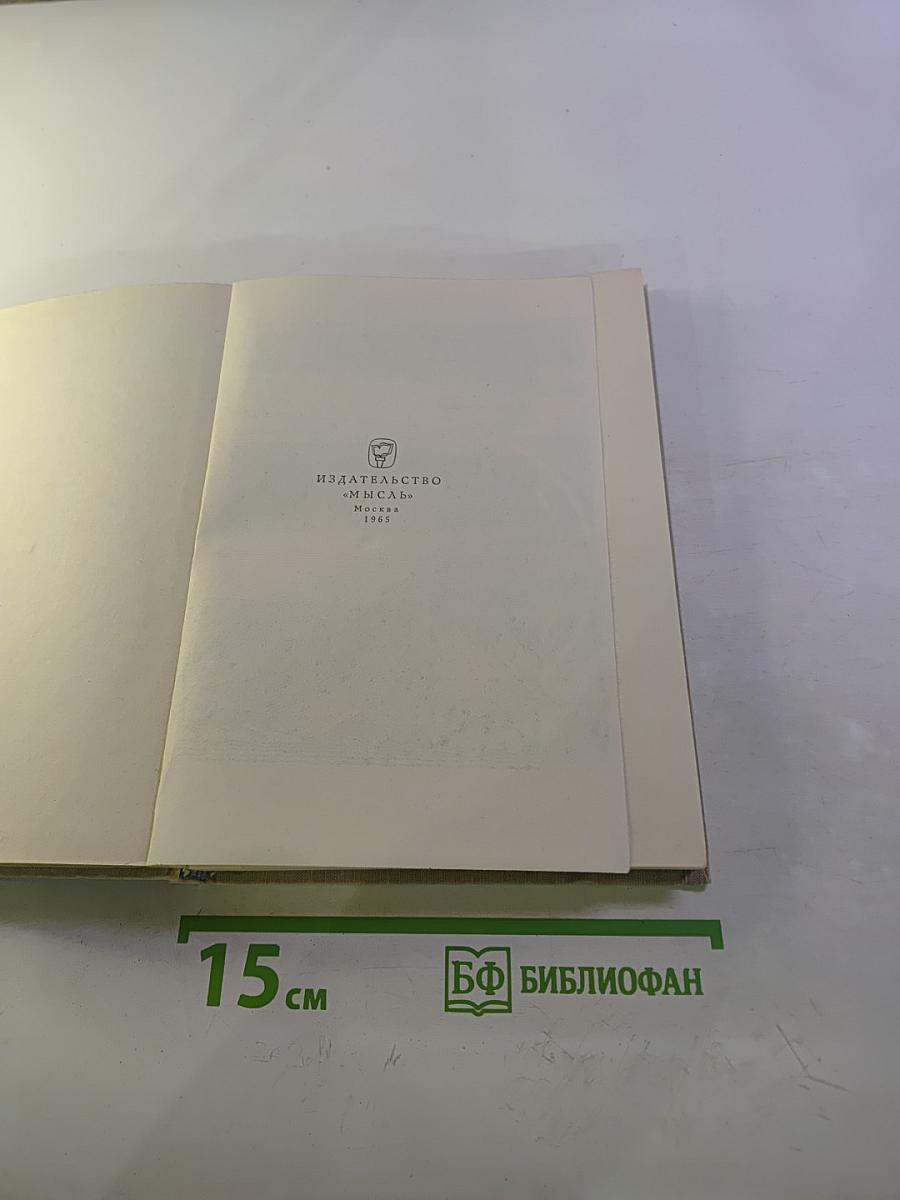 ИЗДАТЕЛЬСТВО
«МЫСЛЬ»
Москва
1965
15 см
БФ БИБЛИОФАН